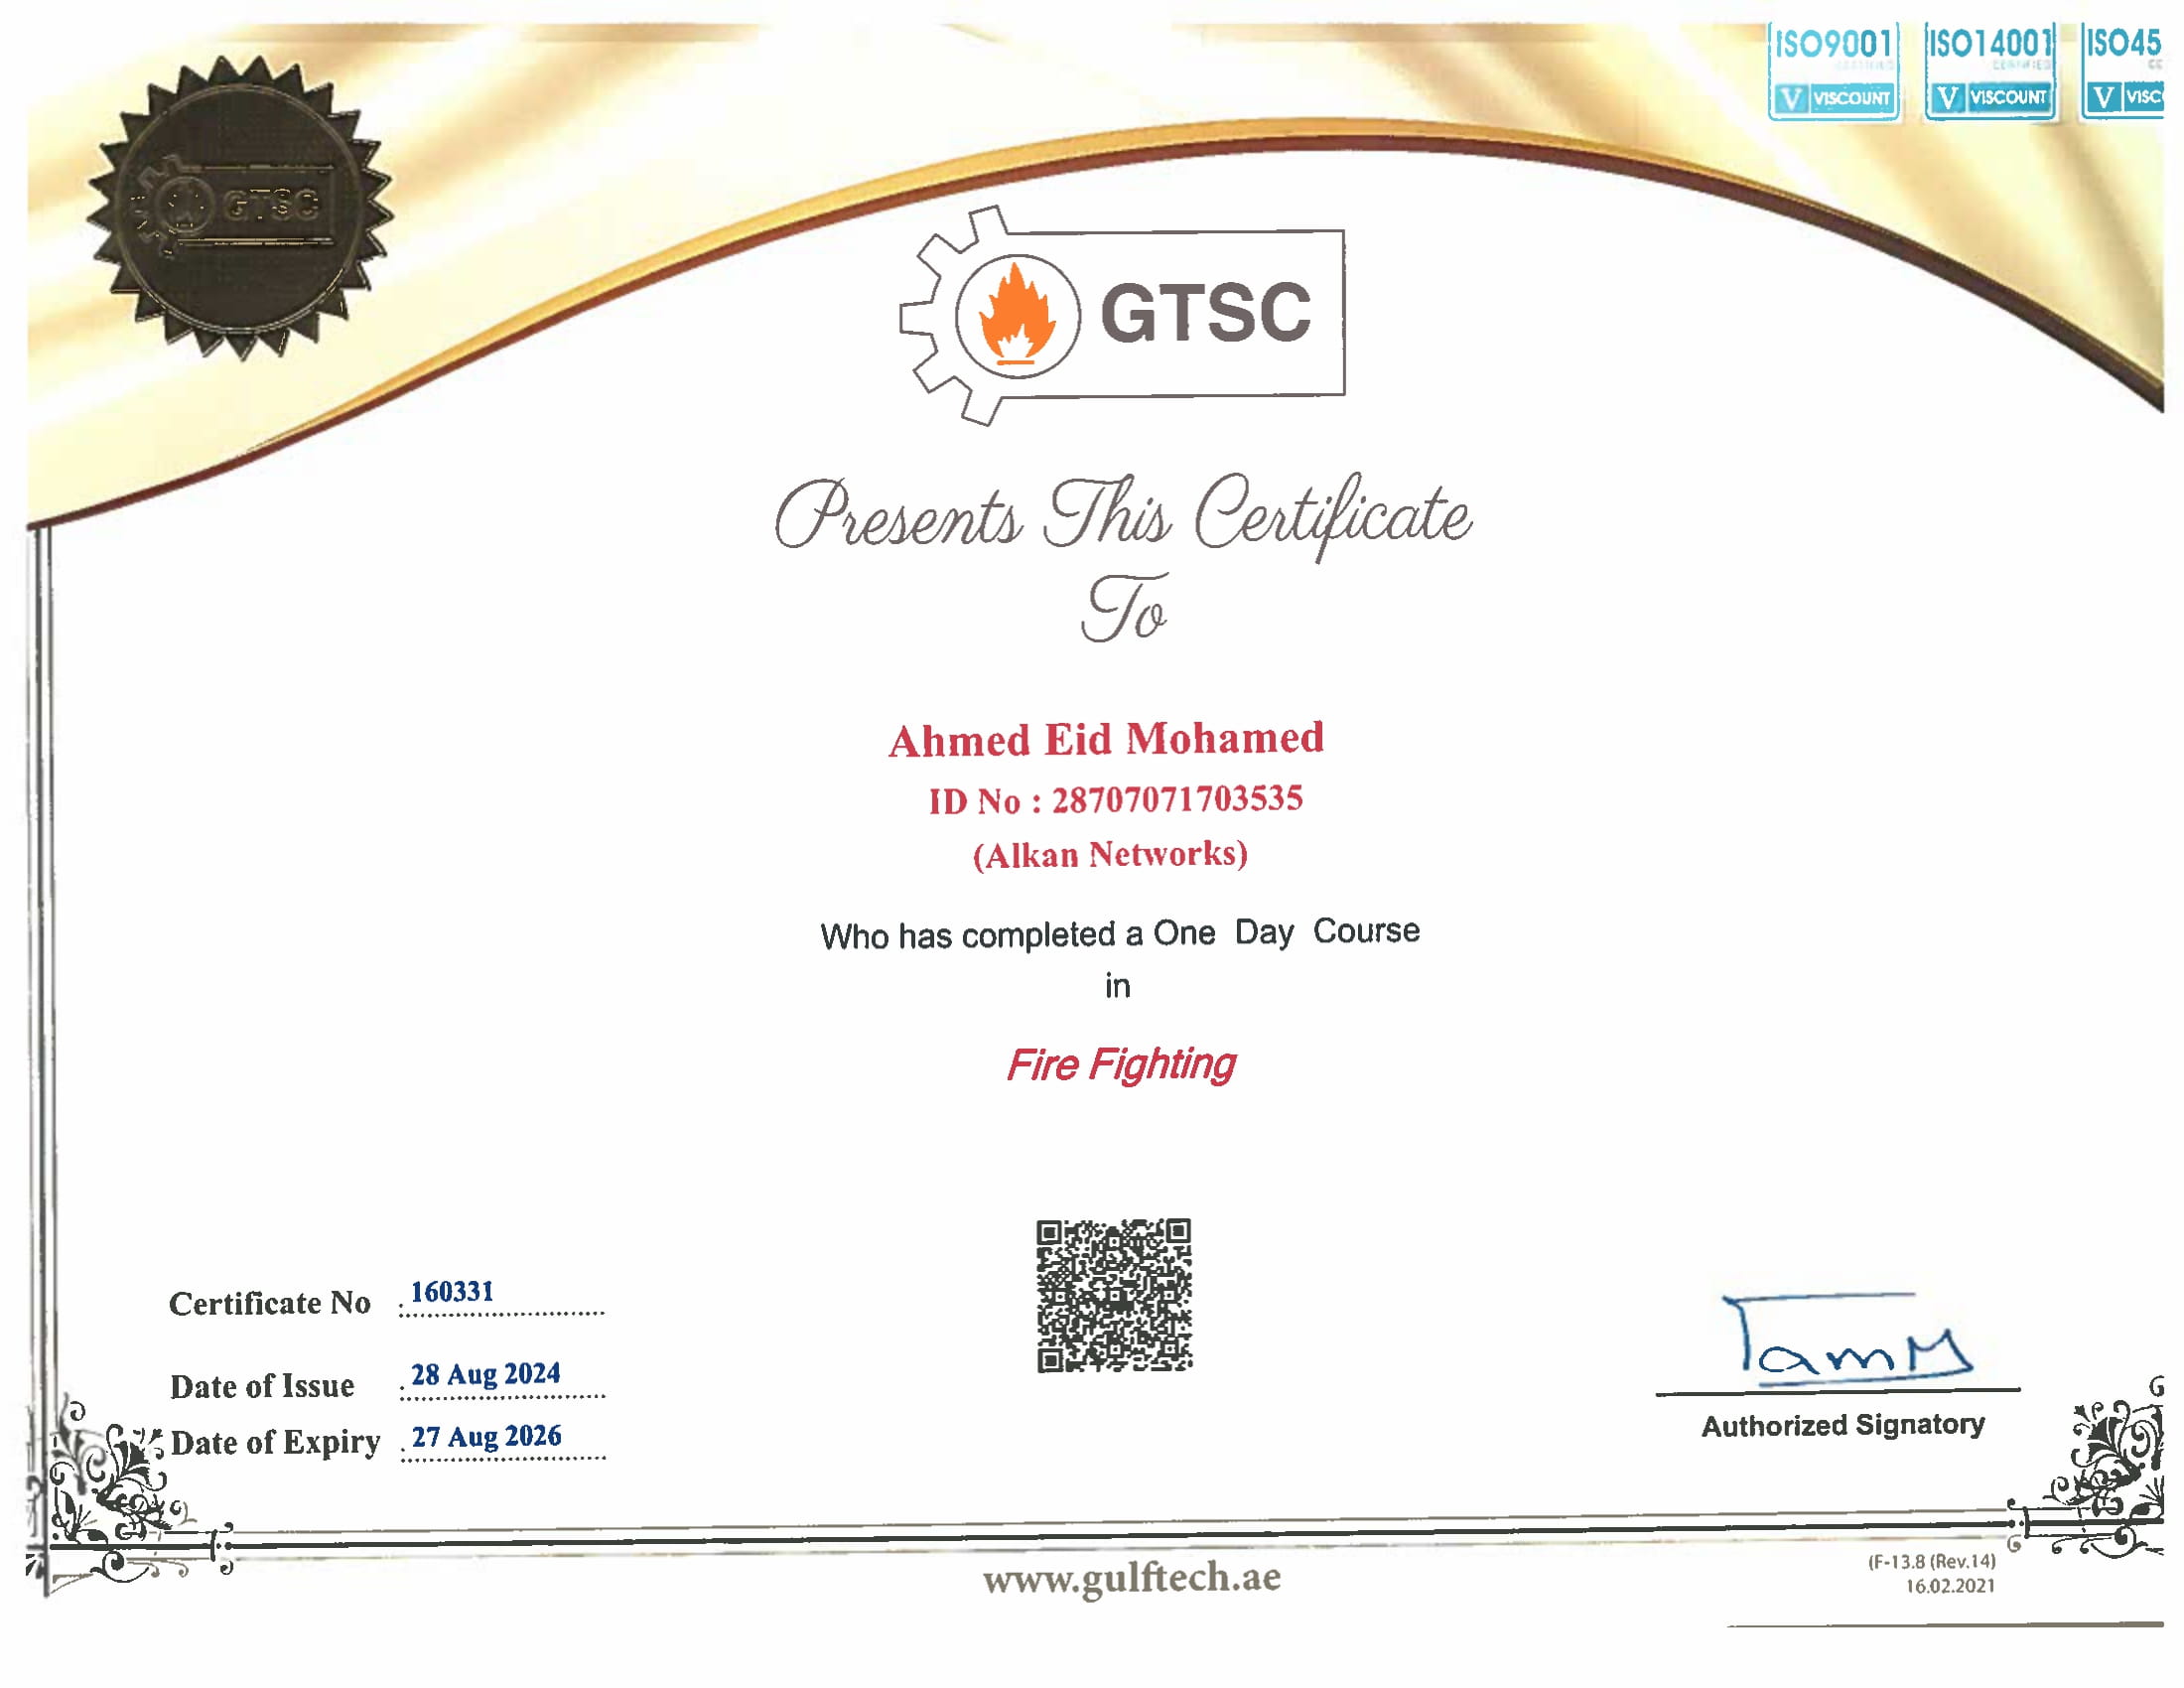 ISO9001 ISO14001 ISO45
CERTIFIED CERTIFIED CE
V VISCOUNT V VISCOUNT V VISC
GTSC
GTSC
Presents This Certificate
To
Ahmed Eid Mohamed
ID No : 28707071703535
(Alkan Networks)
Who has completed a One Day Course
in
Fire Fighting
Certificate No : 160331
Date of Issue : 28 Aug 2024
Date of Expiry : 27 Aug 2026
TamM
Authorized Signatory
www.gulftech.ae
(F-13.8 (Rev.14)
16.02.2021